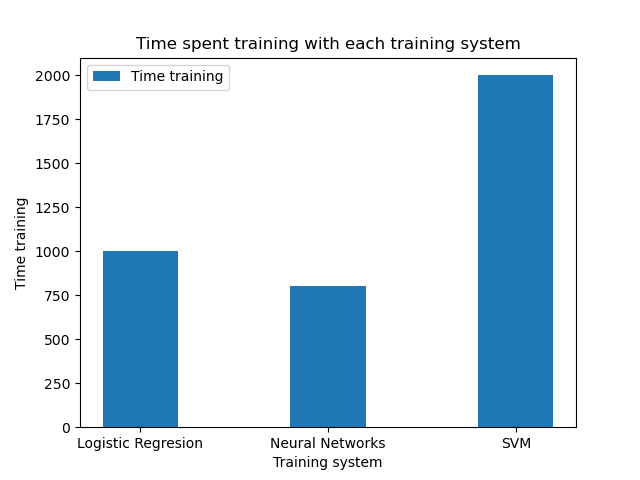 Time spent training with each training system
Time training
2000
1750
1500
1250
1000
750
500
250
0
Time training
Logistic Regresion
Neural Networks
SVM
Training system